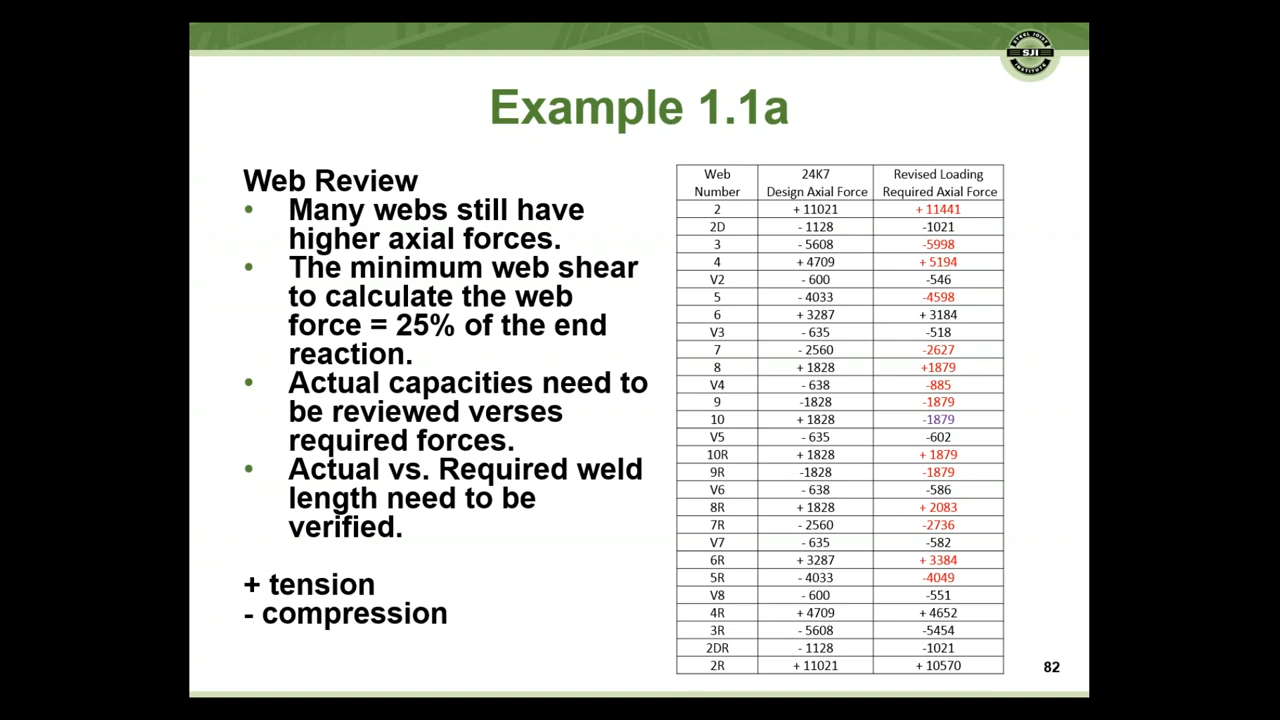 STEEL JOIST
SJI
INSTITUTE
Example 1.1a
Web Review
• Many webs still have
higher axial forces.
• The minimum web shear
to calculate the web
force = 25% of the end
reaction.
• Actual capacities need to
be reviewed verses
required forces.
• Actual vs. Required weld
length need to be
verified.
+ tension
- compression
Web Number 24K7 Design Axial Force Revised Loading Required Axial Force
2 + 11021 + 11441
2D - 1128 -1021
3 - 5608 -5998
4 + 4709 + 5194
V2 - 600 -546
5 - 4033 -4598
6 + 3287 + 3184
V3 - 635 -518
7 - 2560 -2627
8 + 1828 +1879
V4 - 638 -885
9 -1828 -1879
10 + 1828 -1879
V5 - 635 -602
10R + 1828 + 1879
9R -1828 -1879
V6 - 638 -586
8R + 1828 + 2083
7R - 2560 -2736
V7 - 635 -582
6R + 3287 + 3384
5R - 4033 -4049
V8 - 600 -551
4R + 4709 + 4652
3R - 5608 -5454
2DR - 1128 -1021
2R + 11021 + 10570
82